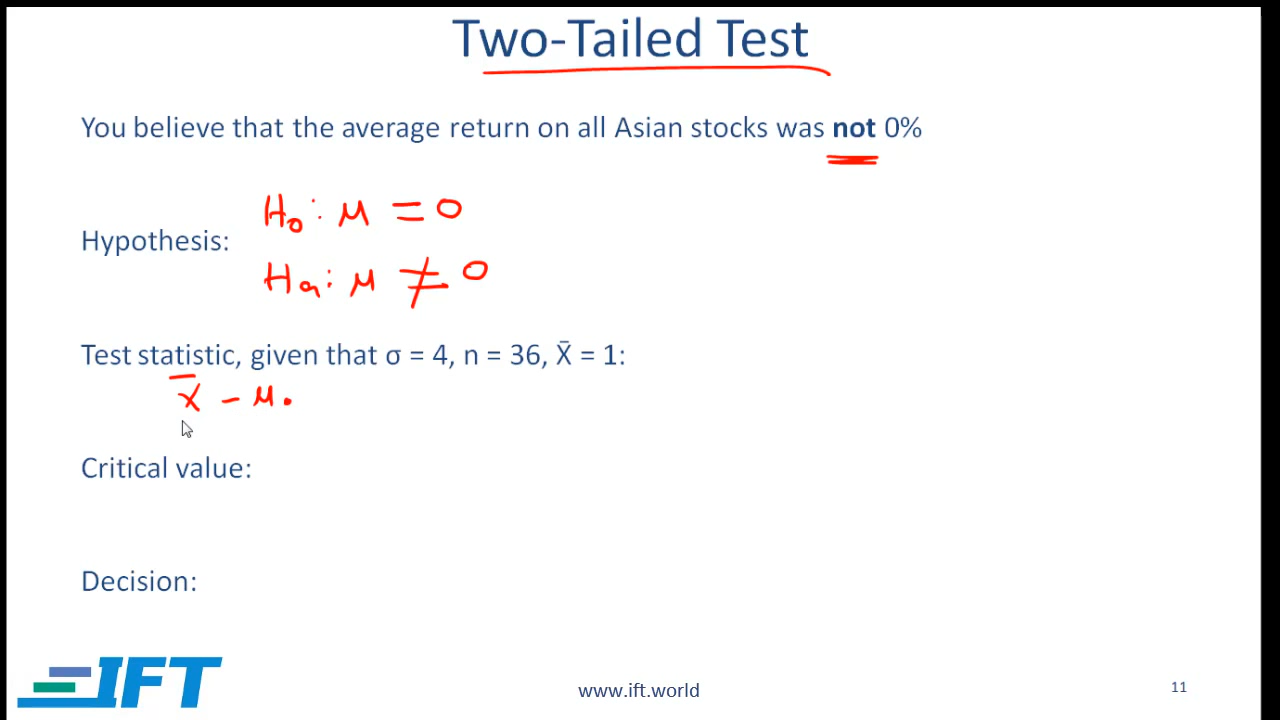 Two-Tailed Test
You believe that the average return on all Asian stocks was not 0%
H₀: μ = 0
Hypothesis:
Hₐ: μ ≠ 0
Test statistic, given that σ = 4, n = 36, X̄ = 1:
X̄ - μ₀
Critical value:
Decision:
IFT
www.ift.world
11